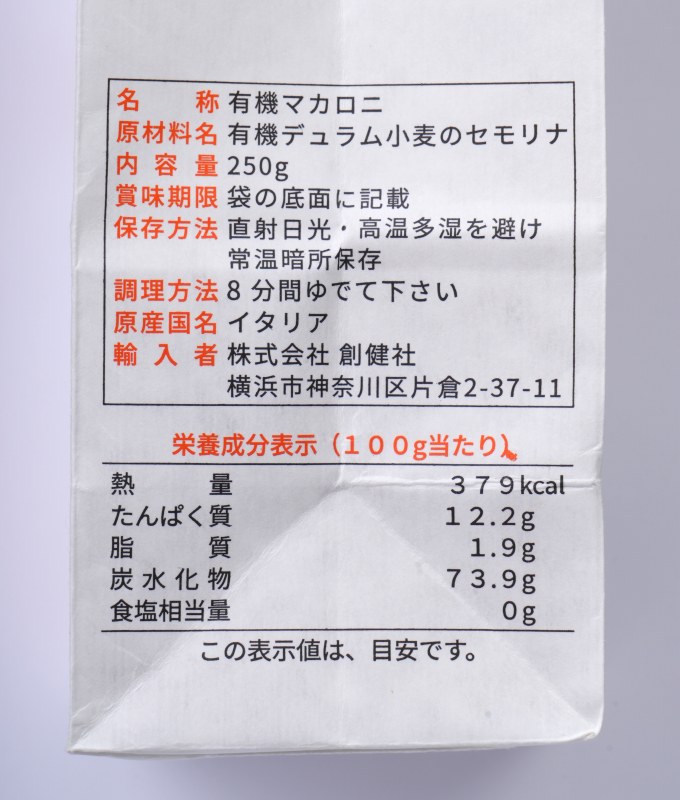 名称 有機マカロニ
原材料名 有機デュラム小麦のセモリナ
内容量 250g
賞味期限 袋の底面に記載
保存方法 直射日光・高温多湿を避け
常温暗所保存
調理方法 8分間ゆでて下さい
原産国名 イタリア
輸入者 株式会社 創健社
横浜市神奈川区片倉2-37-11
栄養成分表示（１００g当たり）
熱量 ３７９kcal
たんぱく質 １２.２g
脂質 １.９g
炭水化物 ７３.９g
食塩相当量 ０g
この表示値は、目安です。